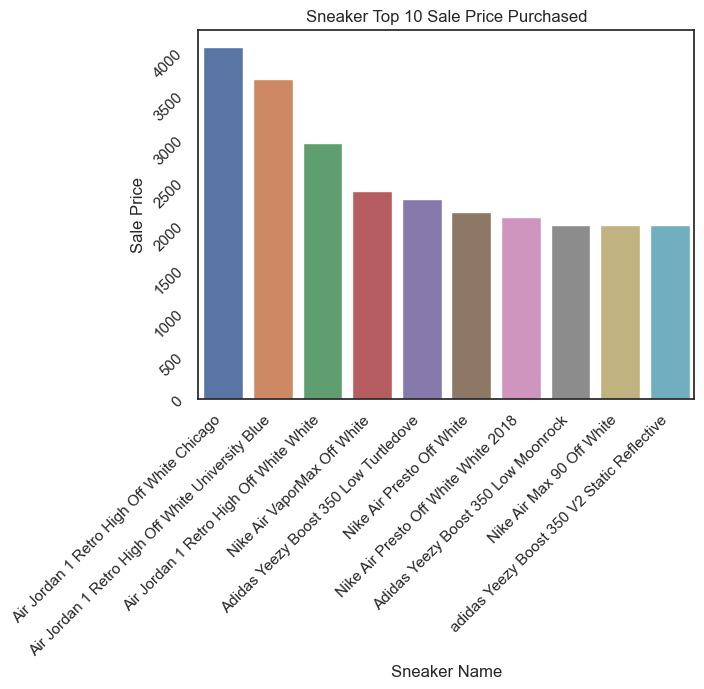 Sneaker Top 10 Sale Price Purchased
4000
3500
3000
2500
2000
1500
1000
500
0
Sale Price
Air Jordan 1 Retro High Off White Chicago
Air Jordan 1 Retro High Off White University Blue
Air Jordan 1 Retro High Off White White
Nike Air VaporMax Off White
Adidas Yeezy Boost 350 Low Turtledove
Nike Air Presto Off White
Nike Air Presto Off White White 2018
Adidas Yeezy Boost 350 Low Moonrock
Nike Air Max 90 Off White
adidas Yeezy Boost 350 V2 Static Reflective
Sneaker Name